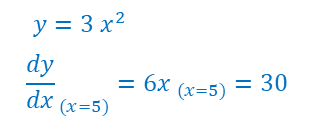 y = 3 x²
dy/dx (x=5) = 6x (x=5) = 30